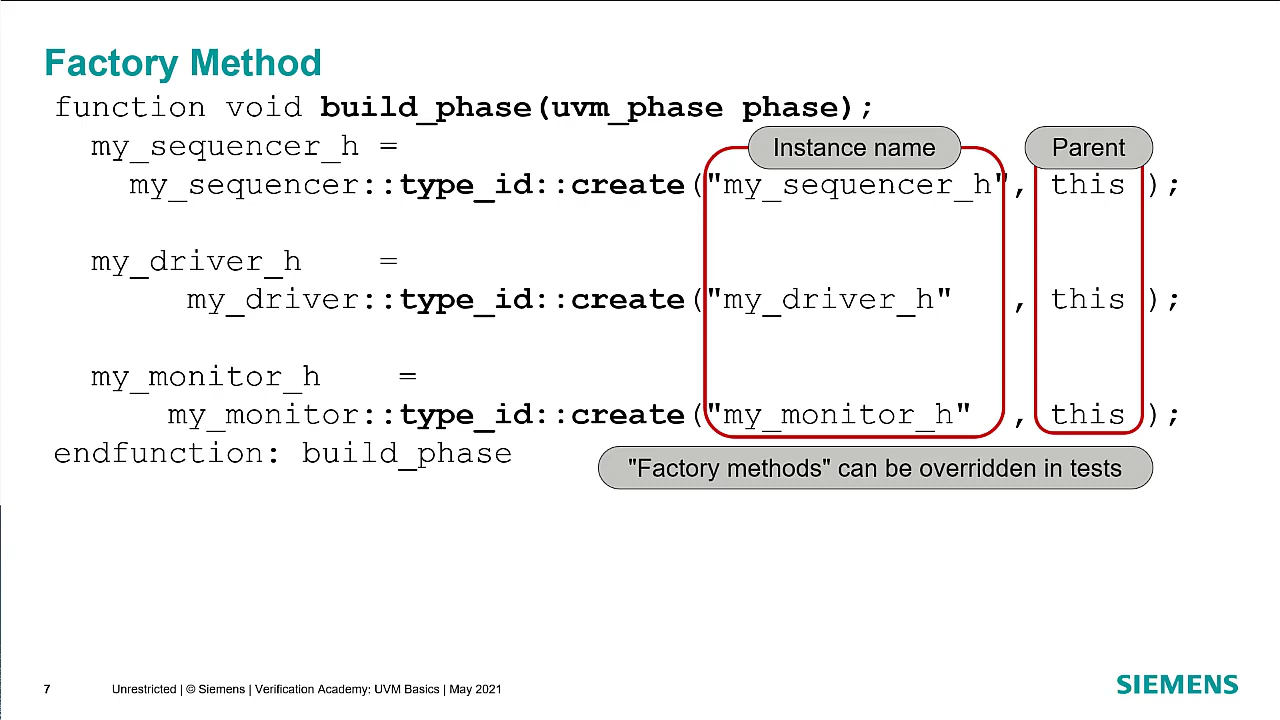 Factory Method
function void build_phase(uvm_phase phase);
my_sequencer_h =
Instance name
Parent
my_sequencer::type_id::create("my_sequencer_h", this );
my_driver_h    =
my_driver::type_id::create("my_driver_h"   , this );
my_monitor_h    =
my_monitor::type_id::create("my_monitor_h"  , this );
endfunction: build_phase
"Factory methods" can be overridden in tests
7 Unrestricted | © Siemens | Verification Academy: UVM Basics | May 2021
SIEMENS